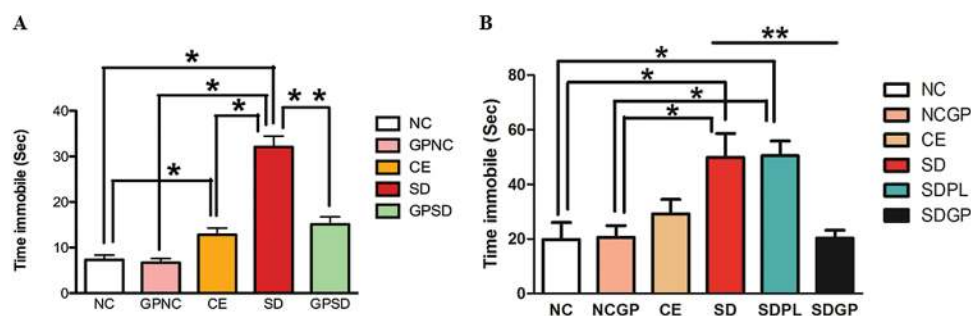 A
Time immobile (Sec)
40
30
20
10
0
* * * * * *
NC
GPNC
CE
SD
GPSD
NC GPNC CE SD GPSD
B
Time immobile (Sec)
80
60
40
20
0
** * * * *
NC
NCGP
CE
SD
SDPL
SDGP
NC NCGP CE SD SDPL SDGP